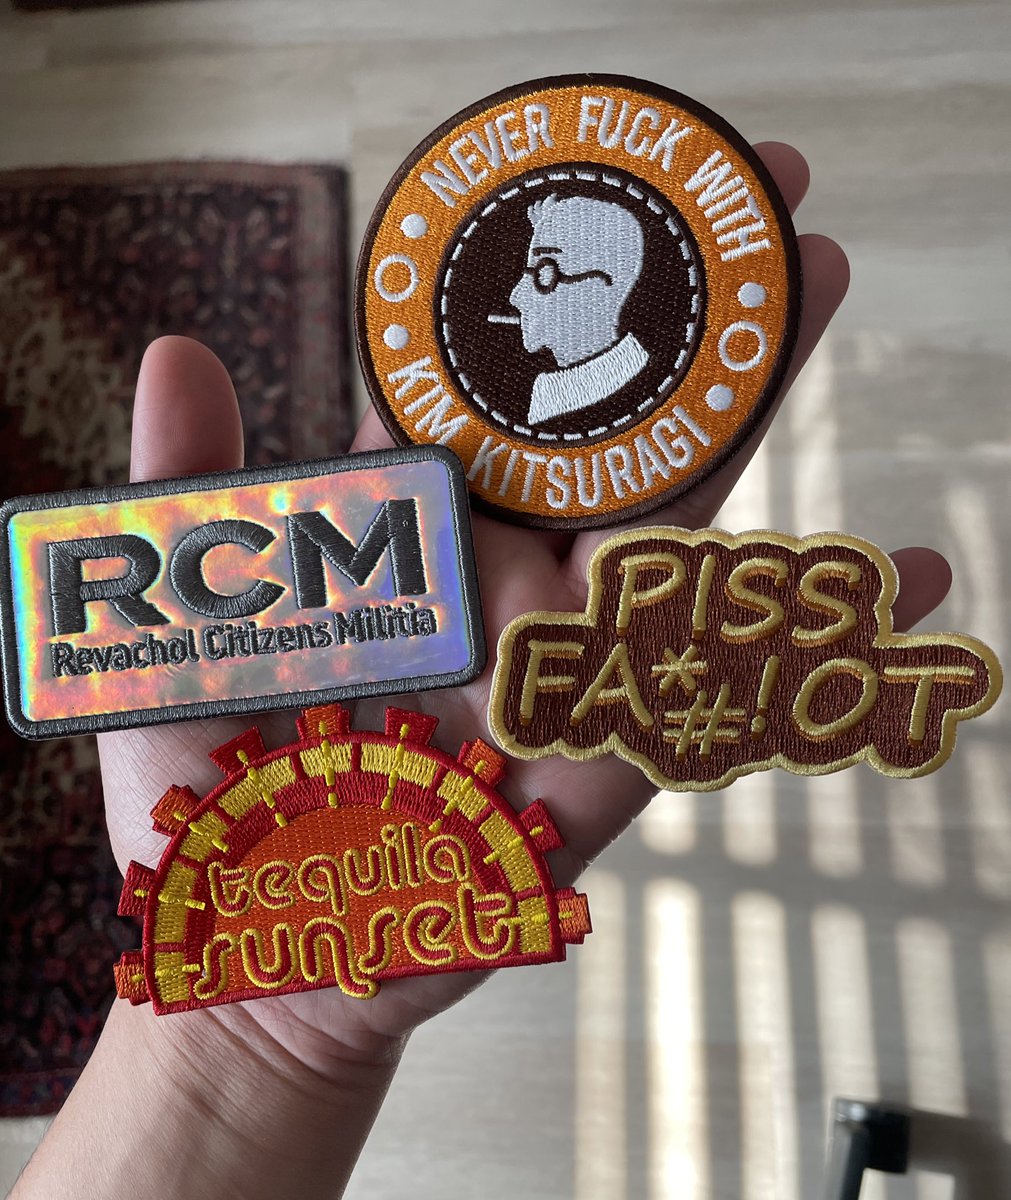 NEVER FUCK WITH
KIM KITSURAGI
RCM
Revachol Citizens Militia
PISS
FA*#!OT
tequila
sunset